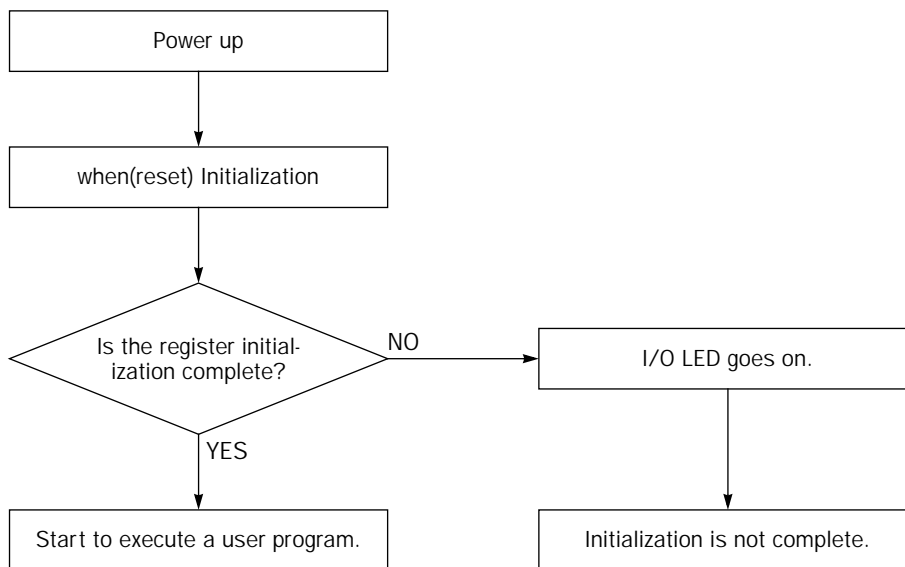 Power up
when(reset) Initialization
Is the register initial-
ization complete?
NO
I/O LED goes on.
YES
Start to execute a user program.
Initialization is not complete.